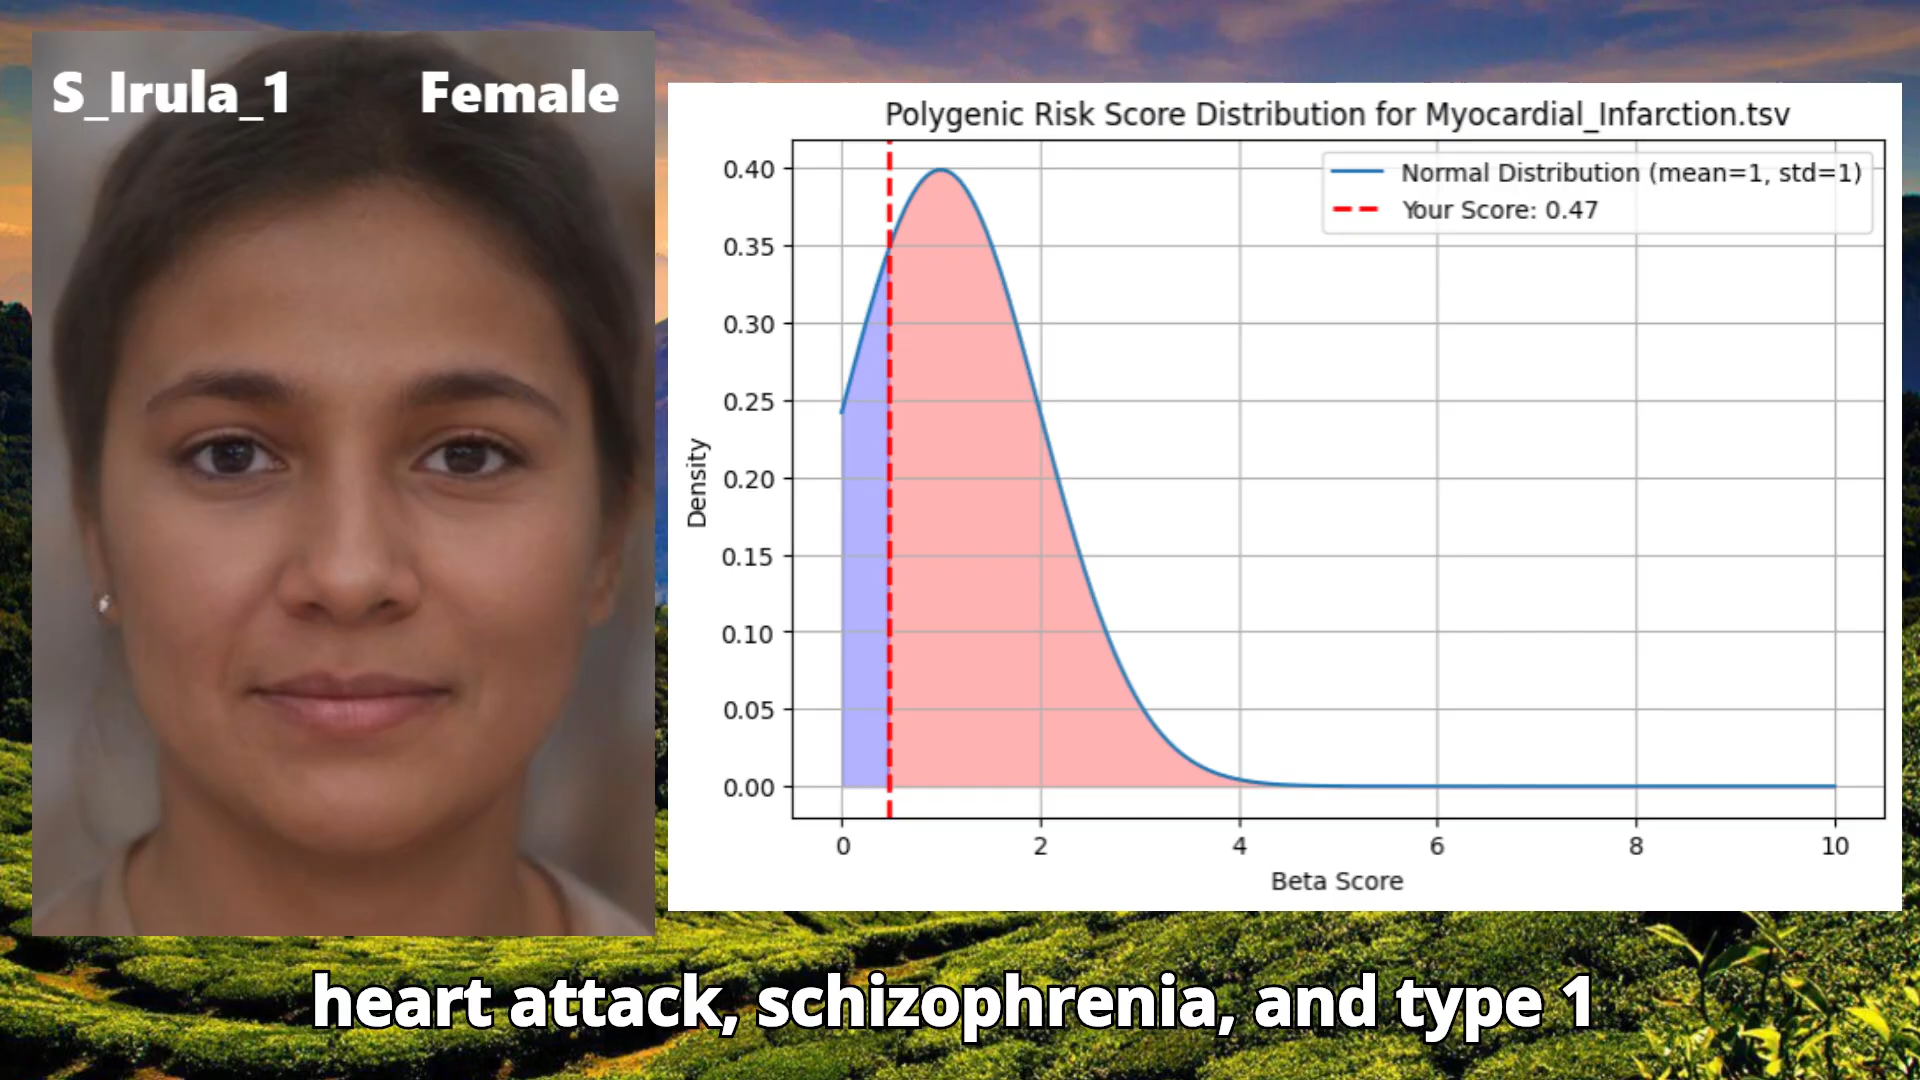 S_Irula_1 Female
Polygenic Risk Score Distribution for Myocardial_Infarction.tsv
Normal Distribution (mean=1, std=1)
Your Score: 0.47
0.40
0.35
0.30
0.25
0.20
0.15
0.10
0.05
0.00
Density
0 2 4 6 8 10
Beta Score
heart attack, schizophrenia, and type 1